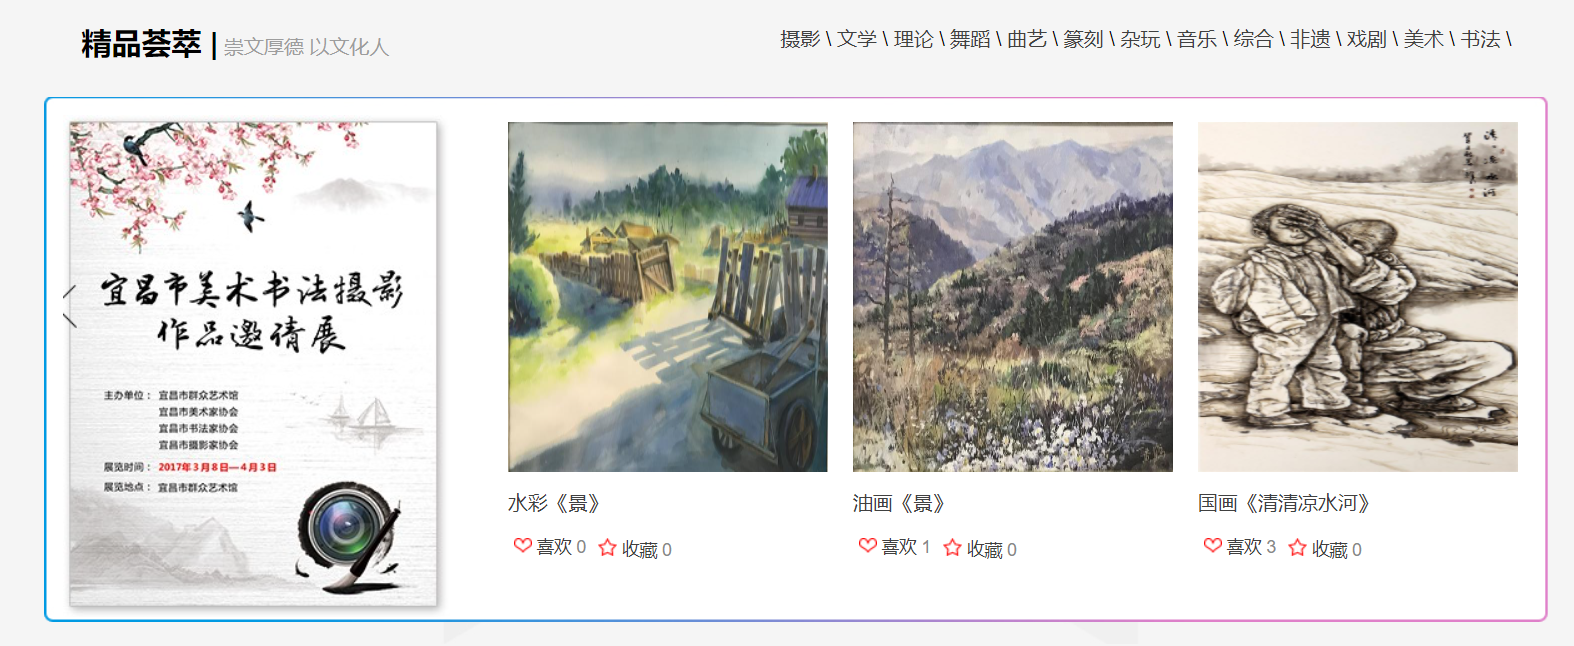 精品荟萃 | 崇文厚德 以文化人
摄影 \ 文学 \ 理论 \ 舞蹈 \ 曲艺 \ 篆刻 \ 杂玩 \ 音乐 \ 综合 \ 非遗 \ 戏剧 \ 美术 \ 书法 \
宜昌市美术书法摄影
作品邀请展
主办单位： 宜昌市群众艺术馆
宜昌市美术家协会
宜昌市书法家协会
宜昌市摄影家协会
展览时间： 2017年3月8日—4月3日
展览地点： 宜昌市群众艺术馆
水彩《景》
喜欢 0 收藏 0
油画《景》
喜欢 1 收藏 0
清清凉水河
国画《清清凉水河》
喜欢 3 收藏 0